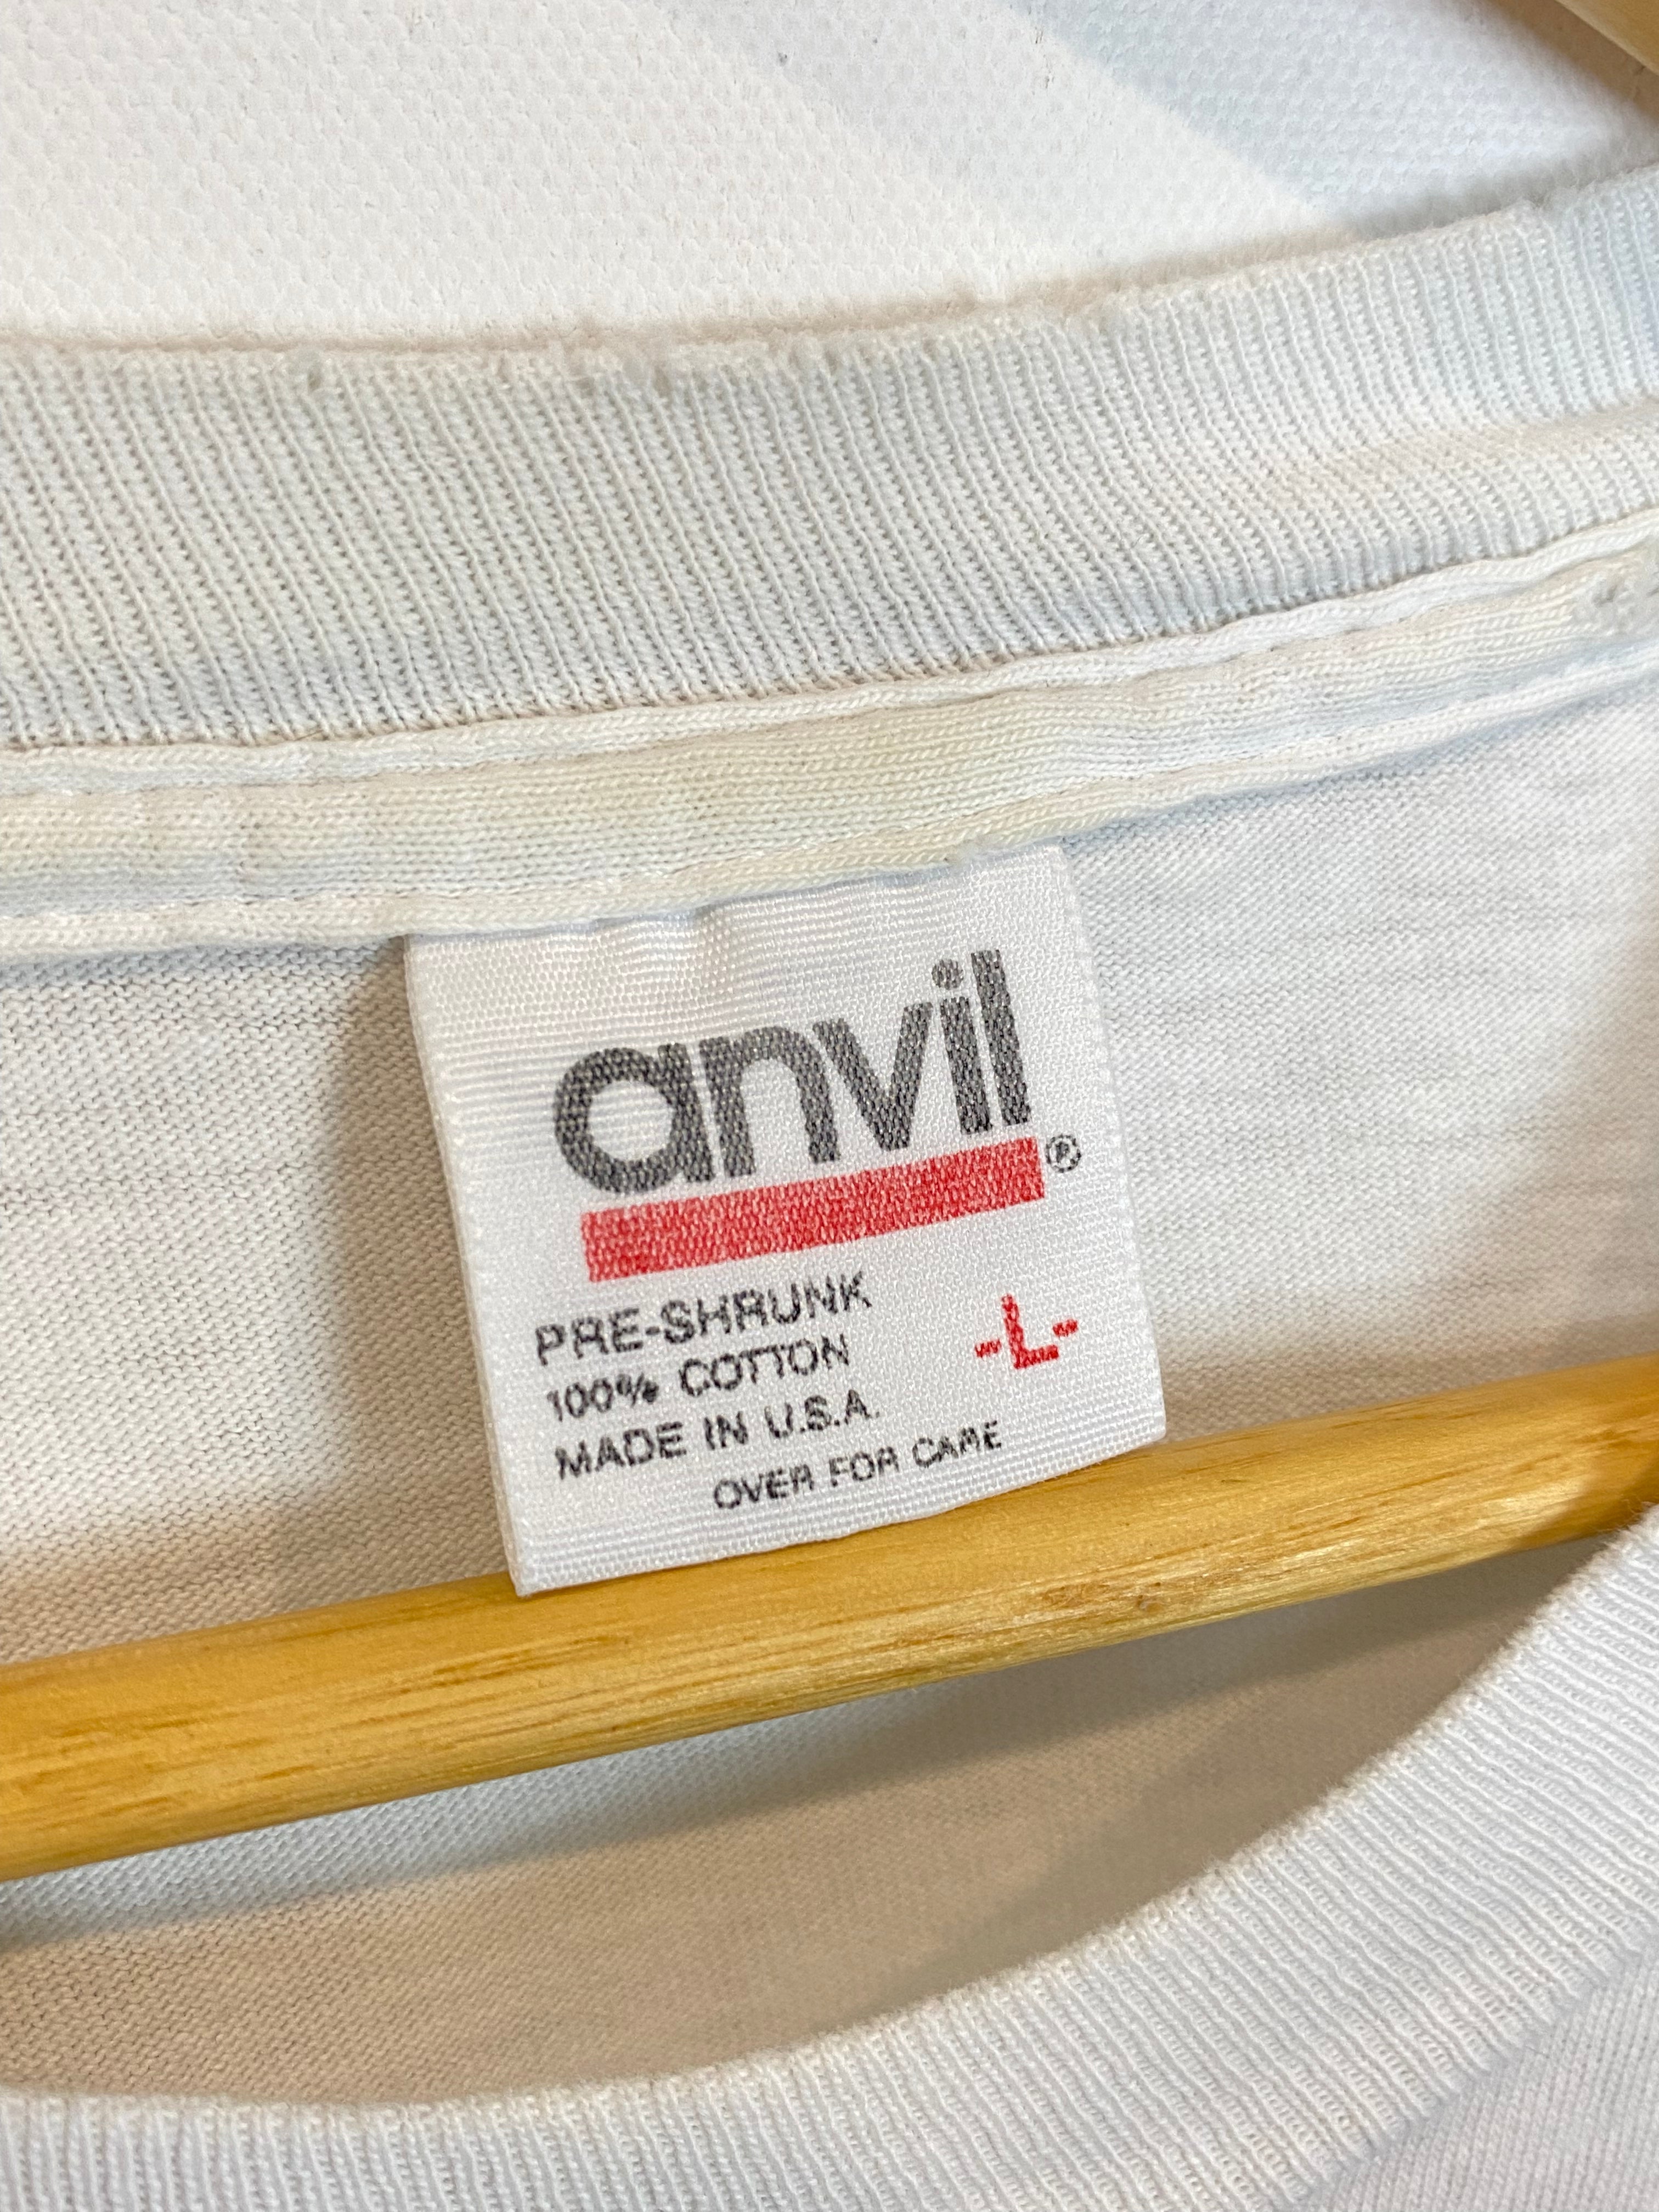 anvil®
PRE-SHRUNK
100% COTTON -L-
MADE IN U.S.A.
OVER FOR CARE